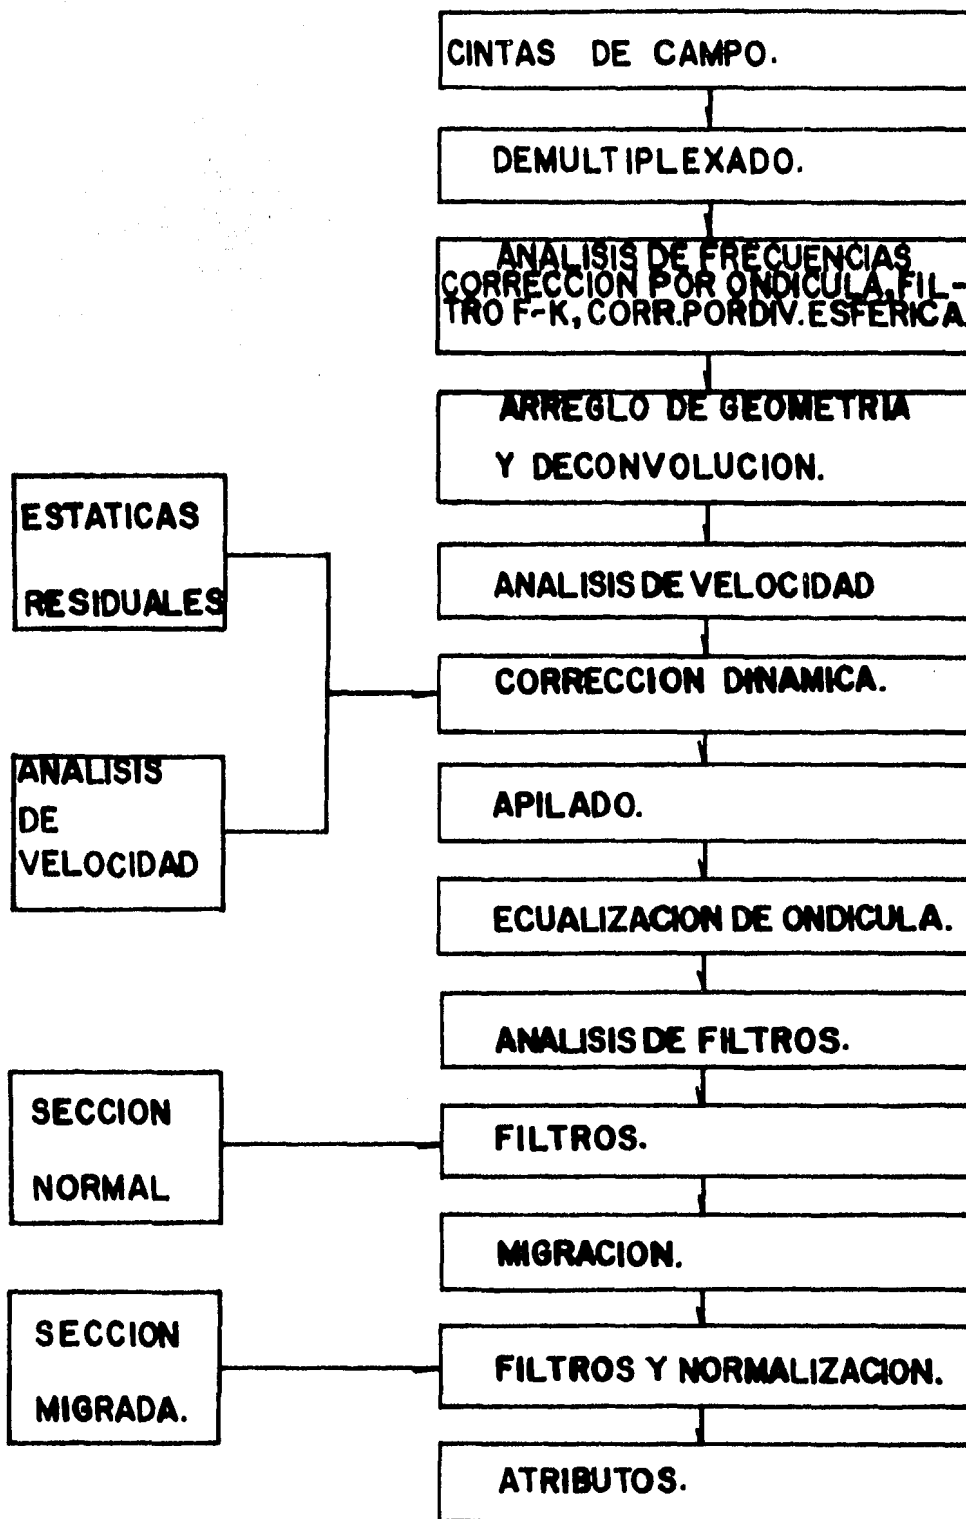 CINTAS DE CAMPO.
DEMULTIPLEXADO.
ANALISIS DE FRECUENCIAS
CORRECCION POR ONDICULA, FIL-
TRO F-K, CORR. POR DIV. ESFERICA.
ARREGLO DE GEOMETRIA
Y DECONVOLUCION.
ESTATICAS
RESIDUALES
ANALISIS DE VELOCIDAD
CORRECCION DINAMICA.
ANALISIS
DE
VELOCIDAD
APILADO.
ECUALIZACION DE ONDICULA.
ANALISIS DE FILTROS.
SECCION
NORMAL
FILTROS.
MIGRACION.
SECCION
MIGRADA.
FILTROS Y NORMALIZACION.
ATRIBUTOS.